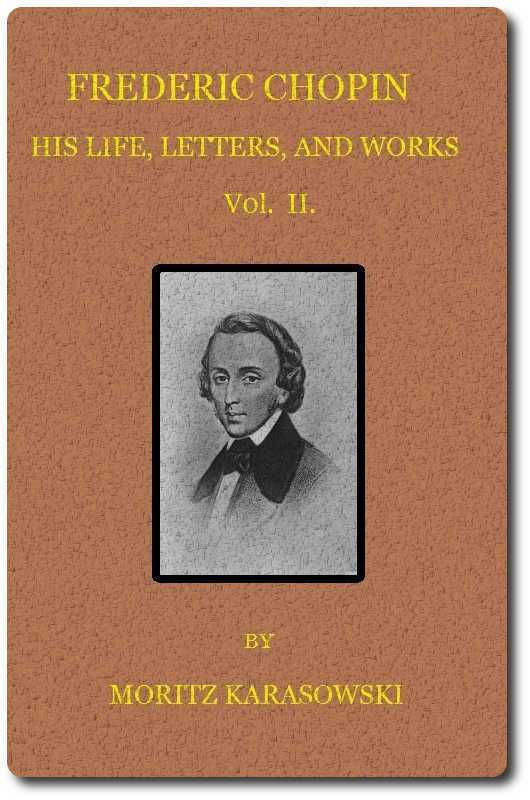 FREDERIC CHOPIN
HIS LIFE, LETTERS, AND WORKS
Vol. II.
BY
MORITZ KARASOWSKI